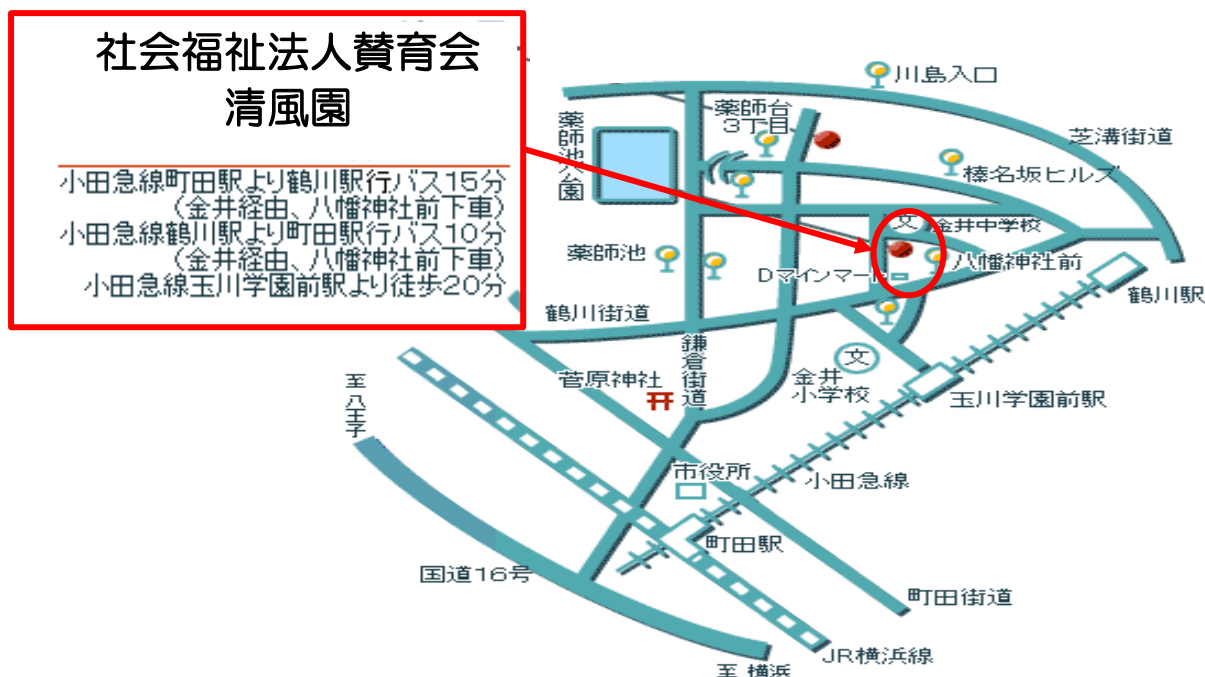 社会福祉法人賛育会
清風園
小田急線町田駅より鶴川駅行バス15分
(金井経由、八幡神社前下車)
小田急線鶴川駅より町田駅行バス10分
(金井経由、八幡神社前下車)
小田急線玉川学園前駅より徒歩20分
川島入口
薬師台
3丁目
薬師池公園
芝溝街道
榛名坂ヒルズ
文
金井中学校
薬師池
Dマインマート
八幡神社前
鶴川駅
鶴川街道
鎌倉街道
文
金井
小学校
菅原神社
至八王子
玉川学園前駅
市役所
小田急線
町田駅
国道16号
町田街道
JR横浜線
至 横浜